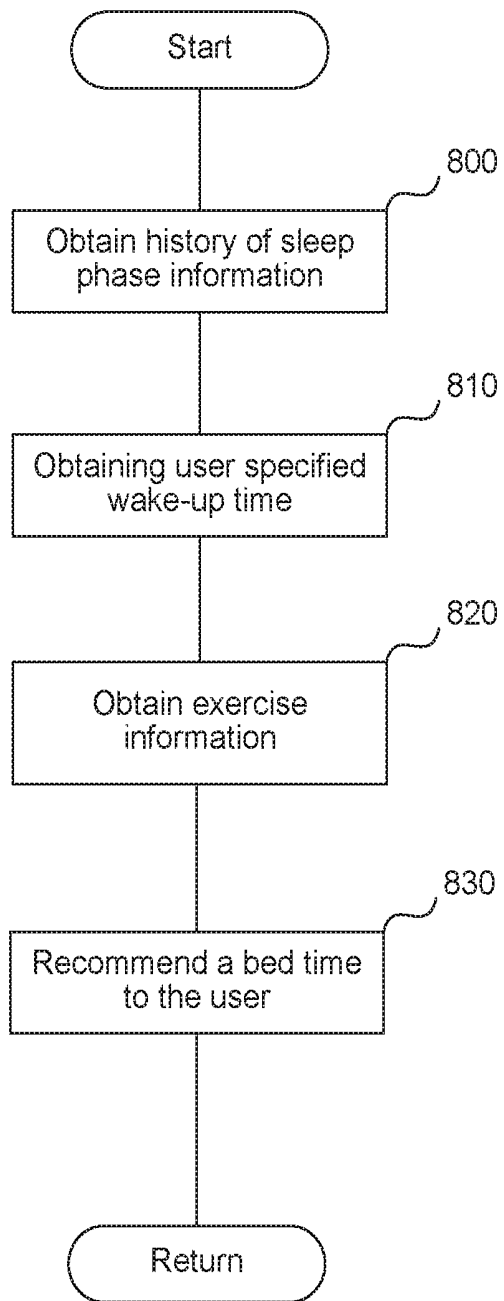 Start
800
Obtain history of sleep
phase information
810
Obtaining user specified
wake-up time
820
Obtain exercise
information
830
Recommend a bed time
to the user
Return